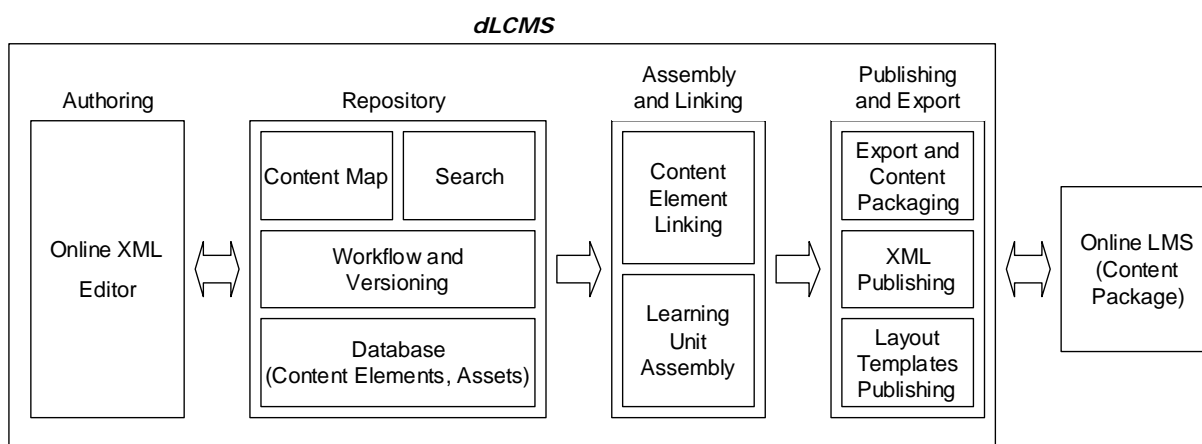 dLCMS
Authoring
Online XML
Editor
Repository
Content Map
Search
Workflow and
Versioning
Database
(Content Elements, Assets)
Assembly
and Linking
Content
Element
Linking
Learning
Unit
Assembly
Publishing
and Export
Export and
Content
Packaging
XML
Publishing
Layout
Templates
Publishing
Online LMS
(Content
Package)